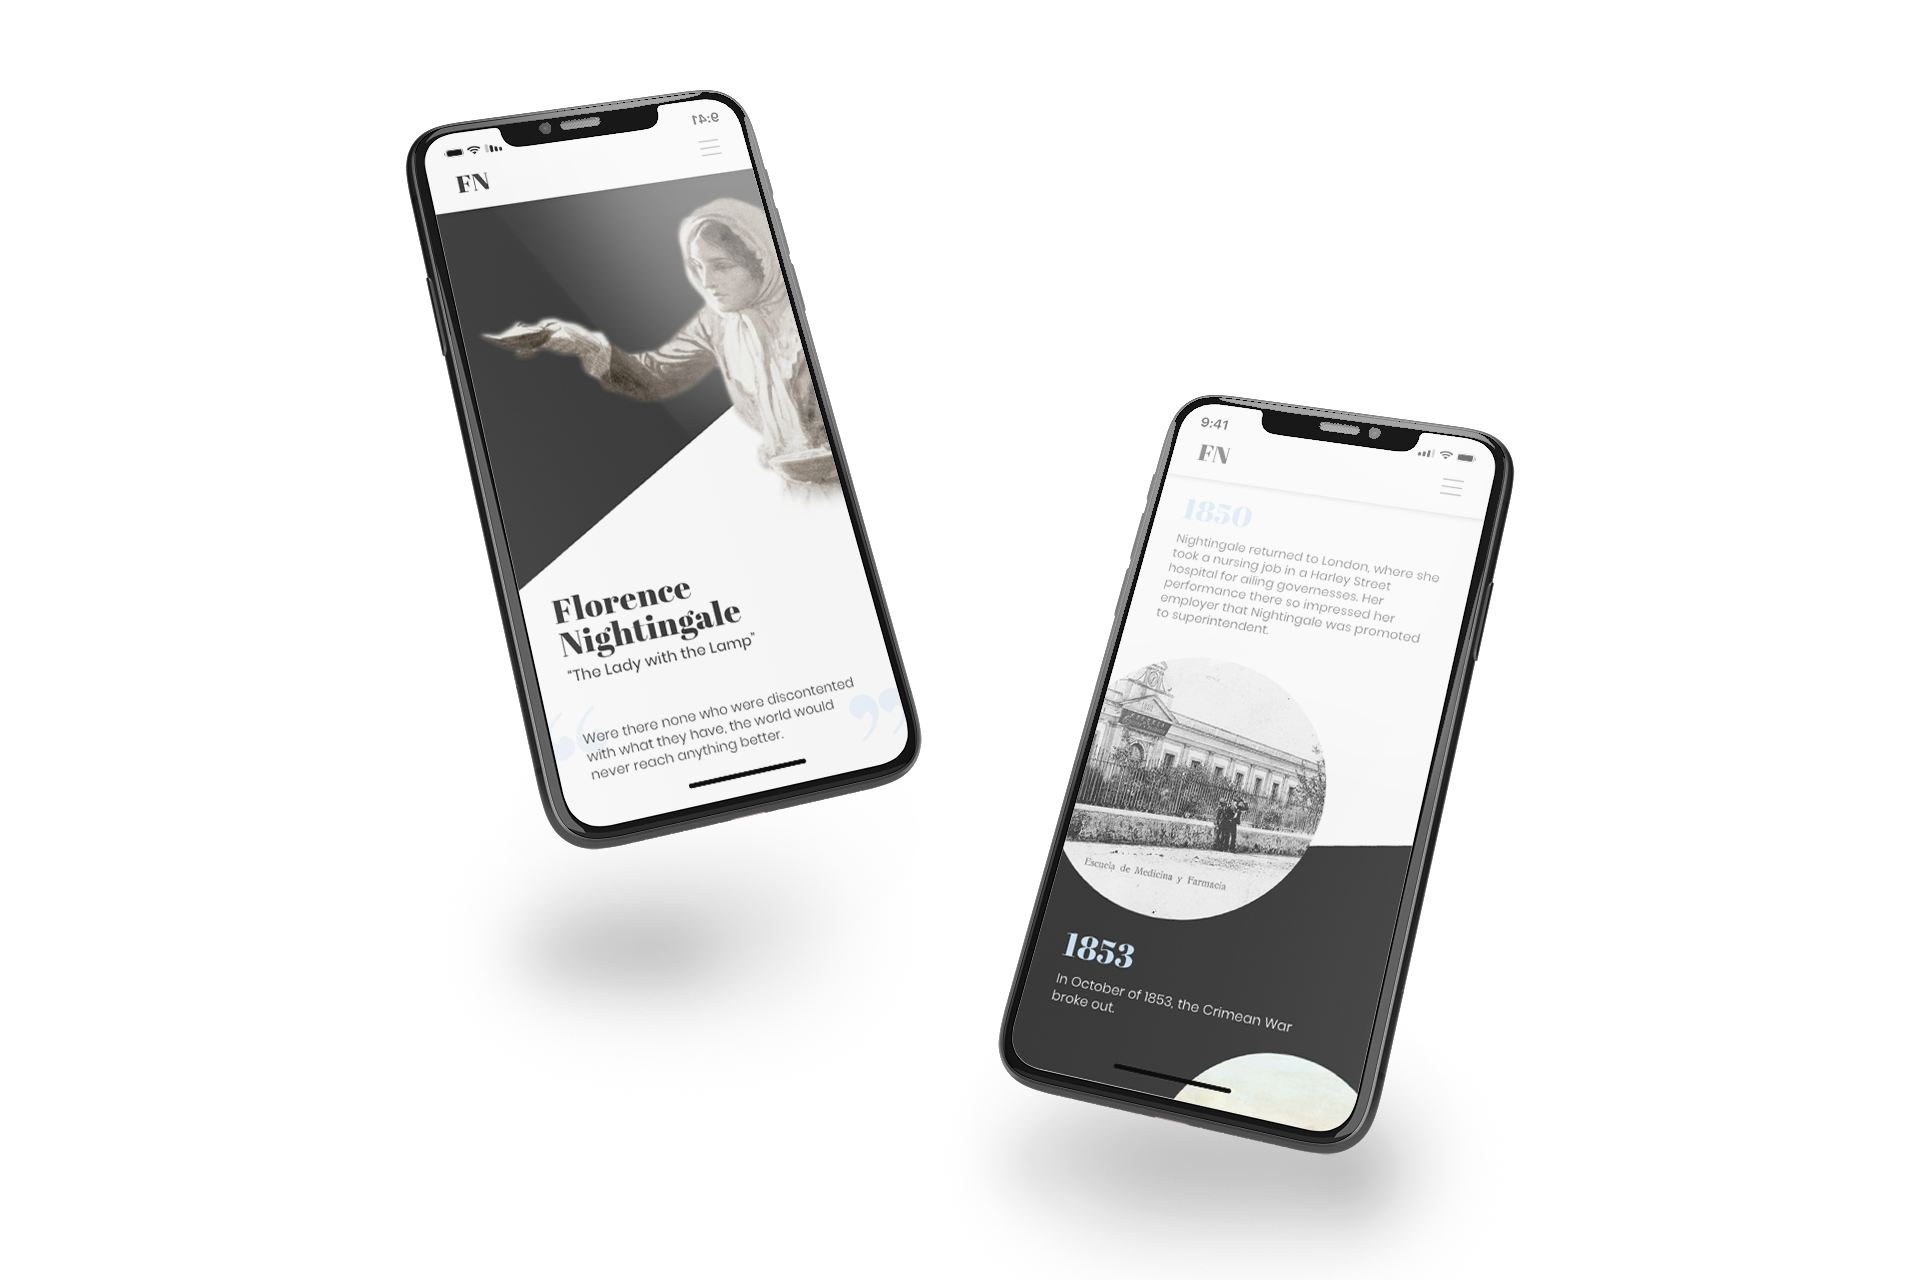 9:41
FN
Florence
Nightingale
“The Lady with the Lamp”
“ ”
Were there none who were discontented
with what they have, the world would
never reach anything better.
9:41
FN
1850
Nightingale returned to London, where she
took a nursing job in a Harley Street
hospital for ailing governesses. Her
performance there so impressed her
employer that Nightingale was promoted
to superintendent.
Escuela de Medicina y Farmacia
1853
In October of 1853, the Crimean War
broke out.